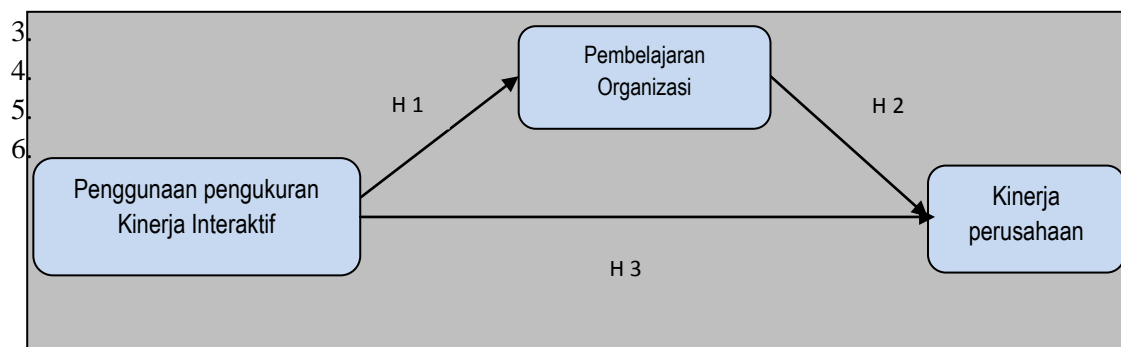 3.
4.
5.
6.
Pembelajaran
Organizasi
H 1
H 2
Penggunaan pengukuran
Kinerja Interaktif
Kinerja
perusahaan
H 3